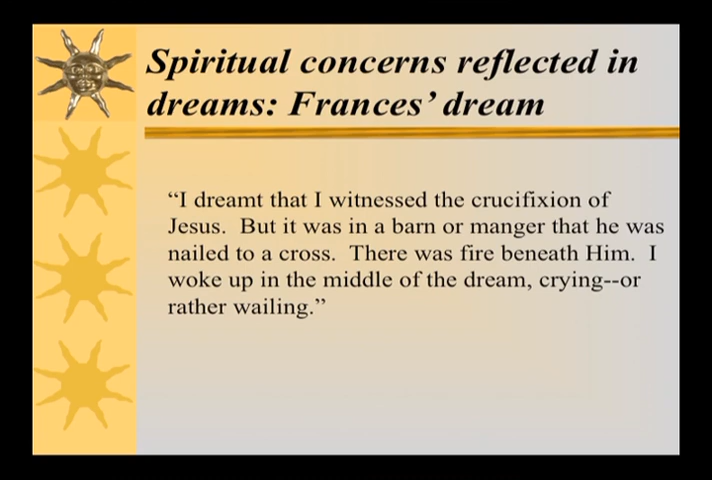 Spiritual concerns reflected in
dreams: Frances’ dream
“I dreamt that I witnessed the crucifixion of
Jesus.  But it was in a barn or manger that he was
nailed to a cross.  There was fire beneath Him.  I
woke up in the middle of the dream, crying--or
rather wailing.”